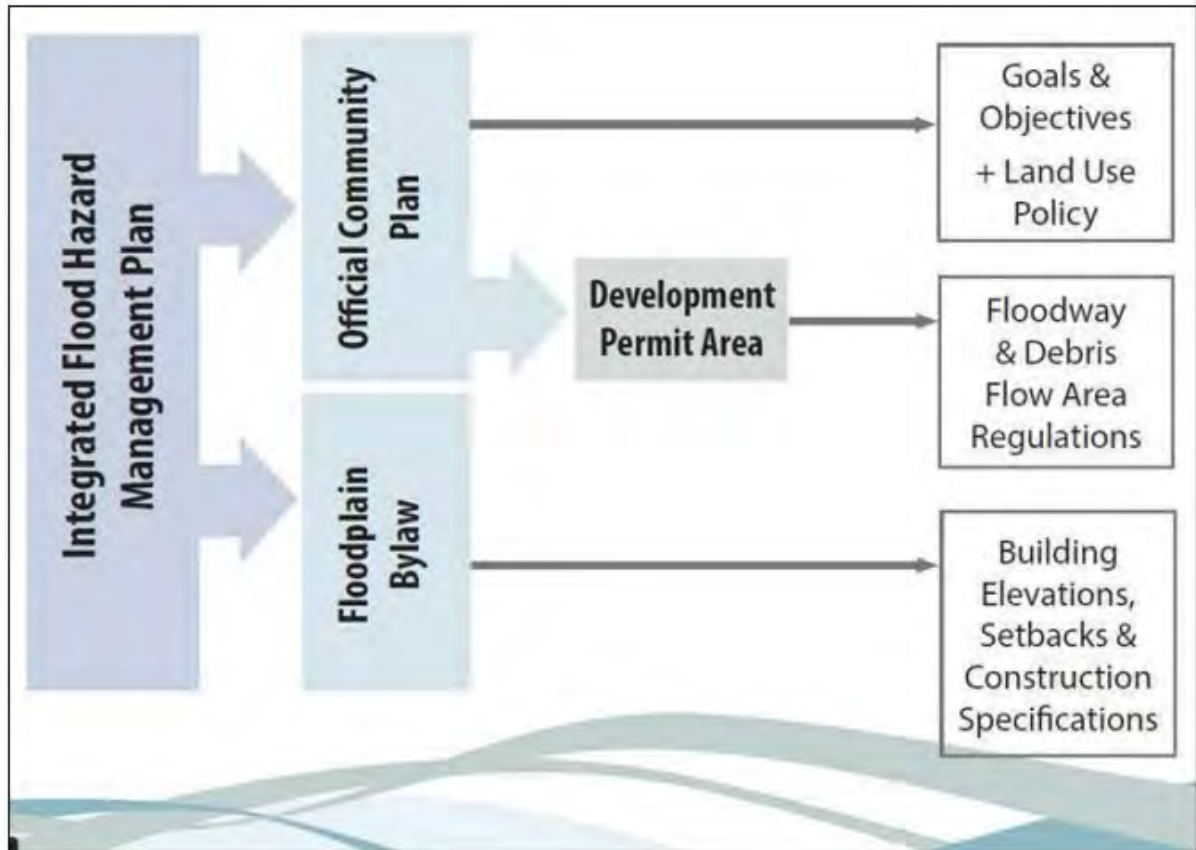 Integrated Flood Hazard
Management Plan
Official Community
Plan
Floodplain
Bylaw
Development
Permit Area
Goals &
Objectives
+ Land Use
Policy
Floodway
& Debris
Flow Area
Regulations
Building
Elevations,
Setbacks &
Construction
Specifications